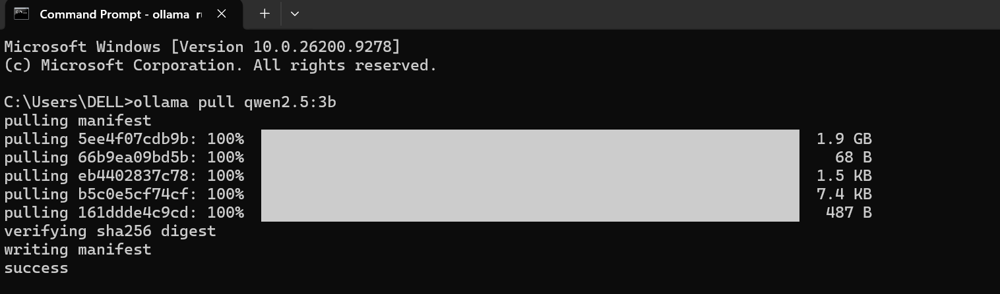 Command Prompt - ollama r
Microsoft Windows [Version 10.0.26200.9278]
(c) Microsoft Corporation. All rights reserved.
C:\Users\DELL>ollama pull qwen2.5:3b
pulling manifest
pulling 5ee4f07cdb9b: 100% 1.9 GB
pulling 66b9ea09bd5b: 100% 68 B
pulling eb4402837c78: 100% 1.5 KB
pulling b5c0e5cf74cf: 100% 7.4 KB
pulling 161ddde4c9cd: 100% 487 B
verifying sha256 digest
writing manifest
success